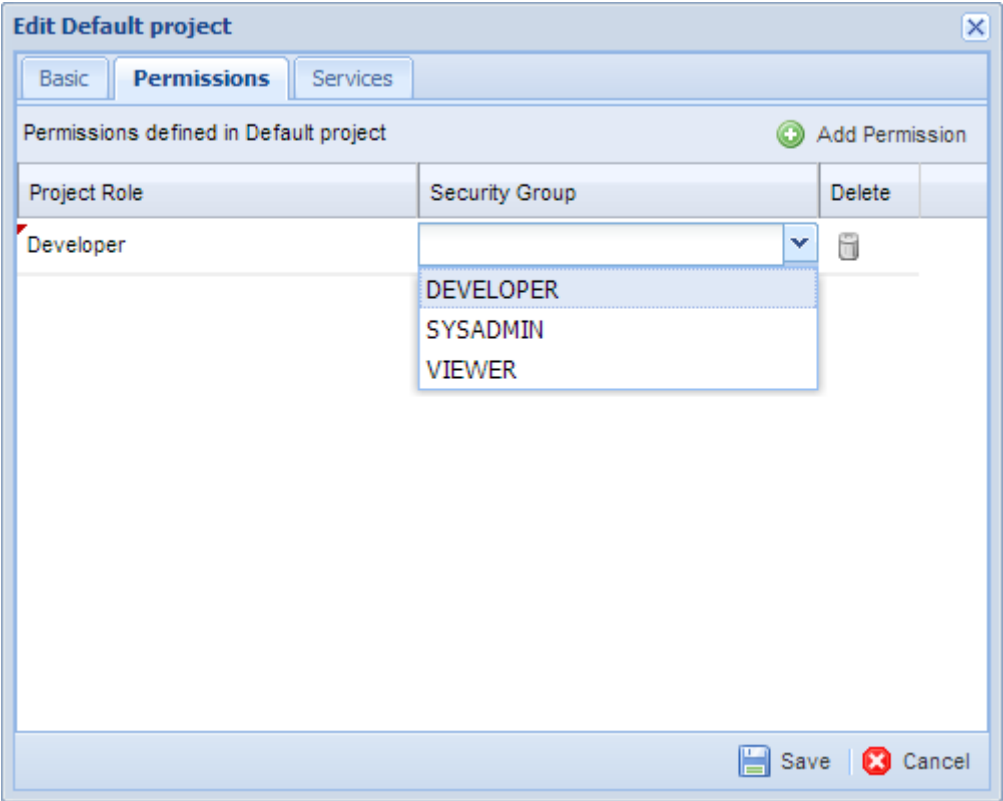 Edit Default project
Basic Permissions Services
Permissions defined in Default project Add Permission
Project Role Security Group Delete
Developer
DEVELOPER
SYSADMIN
VIEWER
Save Cancel